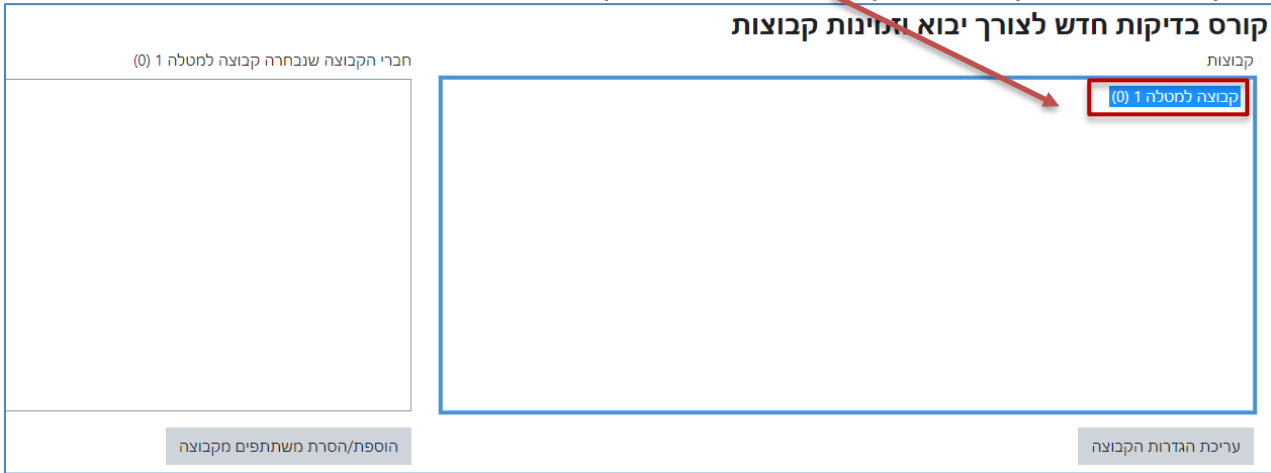 קורס בדיקות חדש לצורך יבוא וזמינות קבוצות
קבוצות
חברי הקבוצה שנבחרה קבוצה למטלה 1 (0)
קבוצה למטלה 1 (0)
עריכת הגדרות הקבוצה
הוספת/הסרת משתתפים מקבוצה